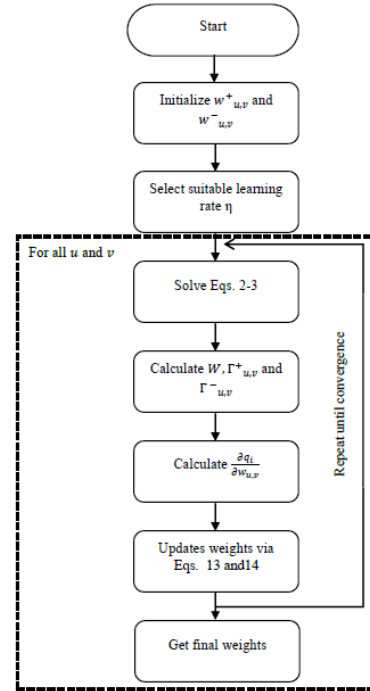 Start
Initialize w⁺u,v and
w⁻u,v
Select suitable learning
rate η
For all u and v
Solve Eqs. 2-3
Calculate W, Γ⁺u,v and
Γ⁻u,v
Calculate ∂qᵢ/∂wu,v
Updates weights via
Eqs. 13 and14
Get final weights
Repeat until convergence